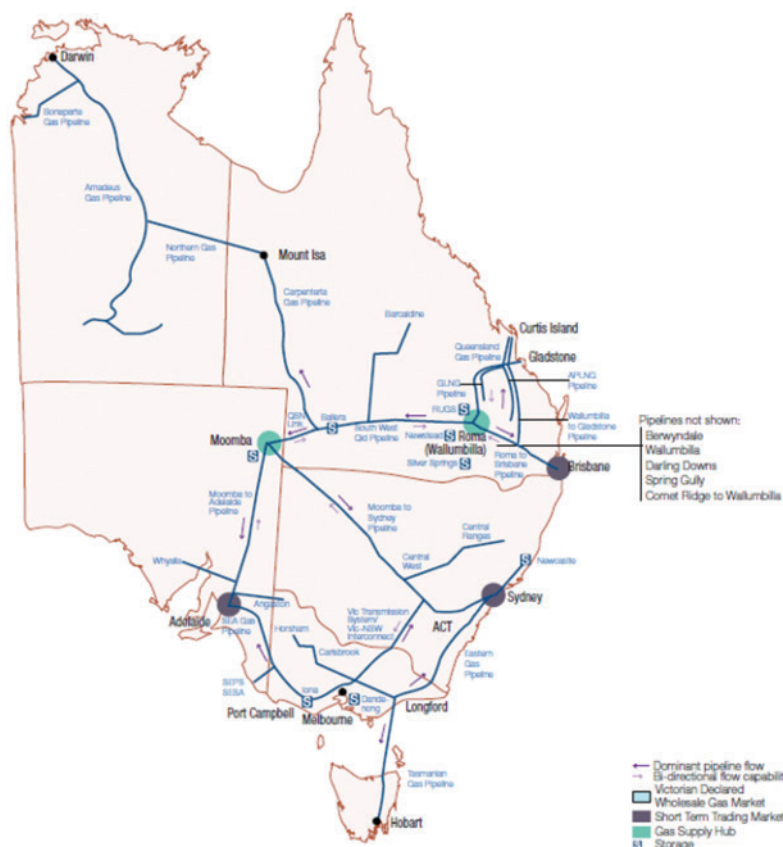 Darwin
Bonaparte
Gas Pipeline
Amadeus
Gas Pipeline
Northern Gas
Pipeline
Mount Isa
Carpentaria
Gas Pipeline
Barcaldine
Curtis Island
Queensland
Gas Pipeline
Gladstone
GLNG
Pipeline
APLNG
Pipeline
RUGS
Wallumbilla
to Gladstone
Pipeline
QSN
Link
Ballera
S
South West
Qld Pipeline
Newstead
S
Roma
(Wallumbilla)
Moomba
S
Silver Springs
S
Roma to
Brisbane
Pipeline
Brisbane
Pipelines not shown:
Berwyndale
Wallumbilla
Darling Downs
Spring Gully
Comet Ridge to Wallumbilla
Moomba to
Adelaide
Pipeline
Moomba to
Sydney
Pipeline
Central
Ranges
Central
West
S
Newcastle
Whyalla
Angaston
Adelaide
SEA Gas
Pipeline
Sydney
Vic Transmission
System/
Vic-NSW
Interconnect
ACT
Horsham
Carisbrook
Eastern
Gas
Pipeline
SEPS
SESA
Iona
S
Port Campbell
Melbourne
S
Dande-
nong
Longford
Tasmanian
Gas Pipeline
Hobart
Dominant pipeline flow
Bi-directional flow capabilit
Victorian Declared
Wholesale Gas Market
Short Term Trading Market
Gas Supply Hub
S
Storage